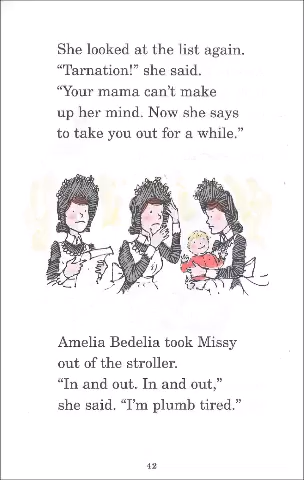 She looked at the list again.
“Tarnation!” she said.
“Your mama can’t make
up her mind. Now she says
to take you out for a while.”
Amelia Bedelia took Missy
out of the stroller.
“In and out. In and out,”
she said. “I’m plumb tired.”
42